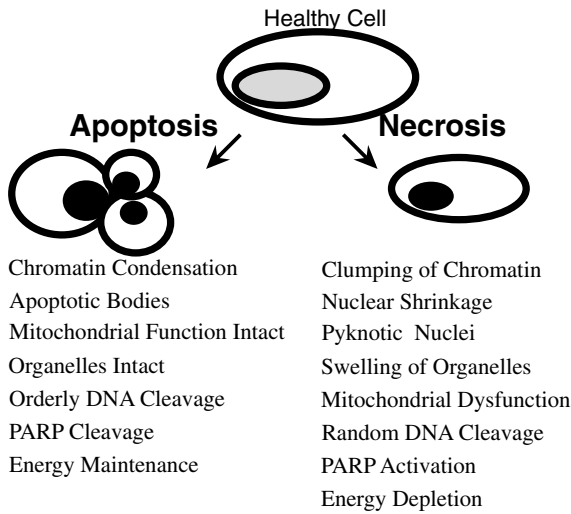 Healthy Cell
Apoptosis
Necrosis
Chromatin Condensation
Apoptotic Bodies
Mitochondrial Function Intact
Organelles Intact
Orderly DNA Cleavage
PARP Cleavage
Energy Maintenance
Clumping of Chromatin
Nuclear Shrinkage
Pyknotic Nuclei
Swelling of Organelles
Mitochondrial Dysfunction
Random DNA Cleavage
PARP Activation
Energy Depletion